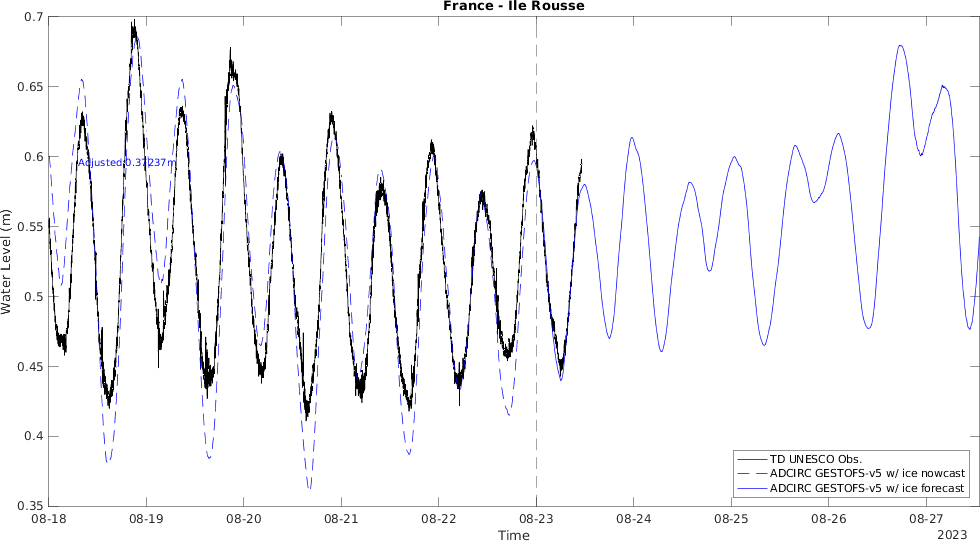 France - Ile Rousse
0.7
0.65
0.6
0.55
0.5
0.45
0.4
0.35
Water Level (m)
Adjusted:0.37237m
TD UNESCO Obs.
ADCIRC GESTOFS-v5 w/ ice nowcast
ADCIRC GESTOFS-v5 w/ ice forecast
08-18 08-19 08-20 08-21 08-22 08-23 08-24 08-25 08-26 08-27
Time
2023